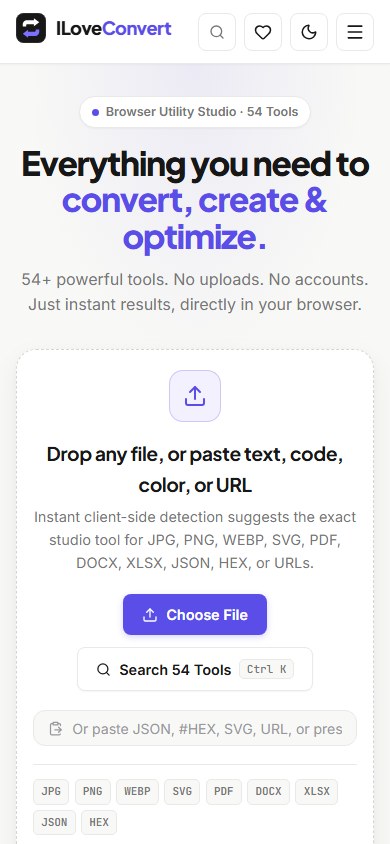 ILoveConvert
Browser Utility Studio · 54 Tools
Everything you need to
convert, create &
optimize.
54+ powerful tools. No uploads. No accounts.
Just instant results, directly in your browser.
Drop any file, or paste text, code,
color, or URL
Instant client-side detection suggests the exact
studio tool for JPG, PNG, WEBP, SVG, PDF,
DOCX, XLSX, JSON, HEX, or URLs.
Choose File
Search 54 Tools Ctrl K
Or paste JSON, #HEX, SVG, URL, or pres
JPG PNG WEBP SVG PDF DOCX XLSX
JSON HEX